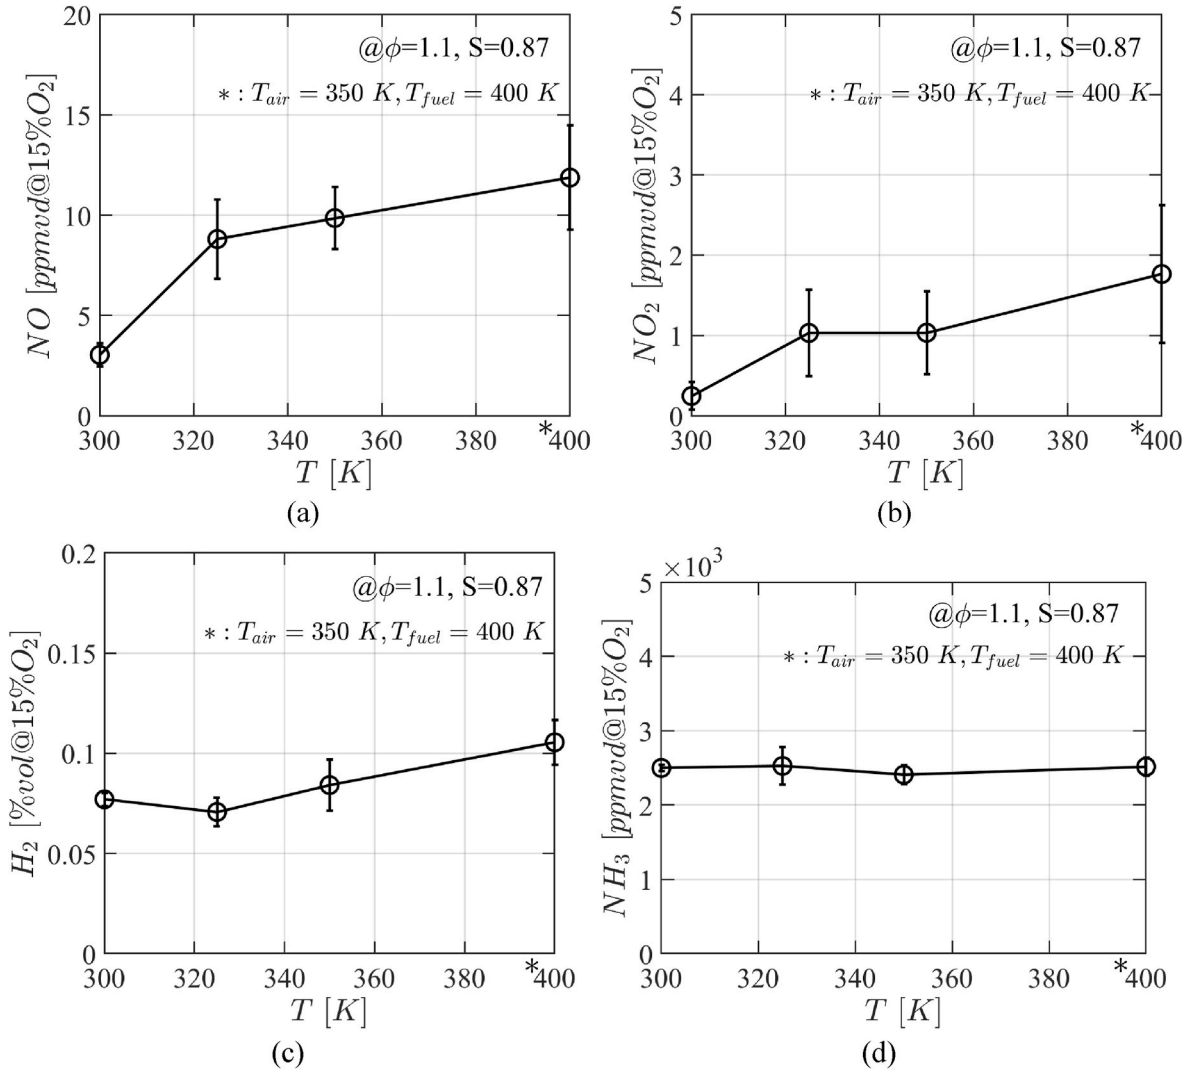 20
15
10
5
0
NO [ppmvd@15%O₂]
@ϕ=1.1, S=0.87
* : T_air = 350 K, T_fuel = 400 K
300 320 340 360 380 *400
T [K]
(a)
5
4
3
2
1
0
NO₂ [ppmvd@15%O₂]
@ϕ=1.1, S=0.87
* : T_air = 350 K, T_fuel = 400 K
300 320 340 360 380 *400
T [K]
(b)
0.2
0.15
0.1
0.05
0
H₂ [%vol@15%O₂]
@ϕ=1.1, S=0.87
* : T_air = 350 K, T_fuel = 400 K
300 320 340 360 380 *400
T [K]
(c)
×10³
5
4
3
2
1
0
NH₃ [ppmvd@15%O₂]
@ϕ=1.1, S=0.87
* : T_air = 350 K, T_fuel = 400 K
300 320 340 360 380 *400
T [K]
(d)